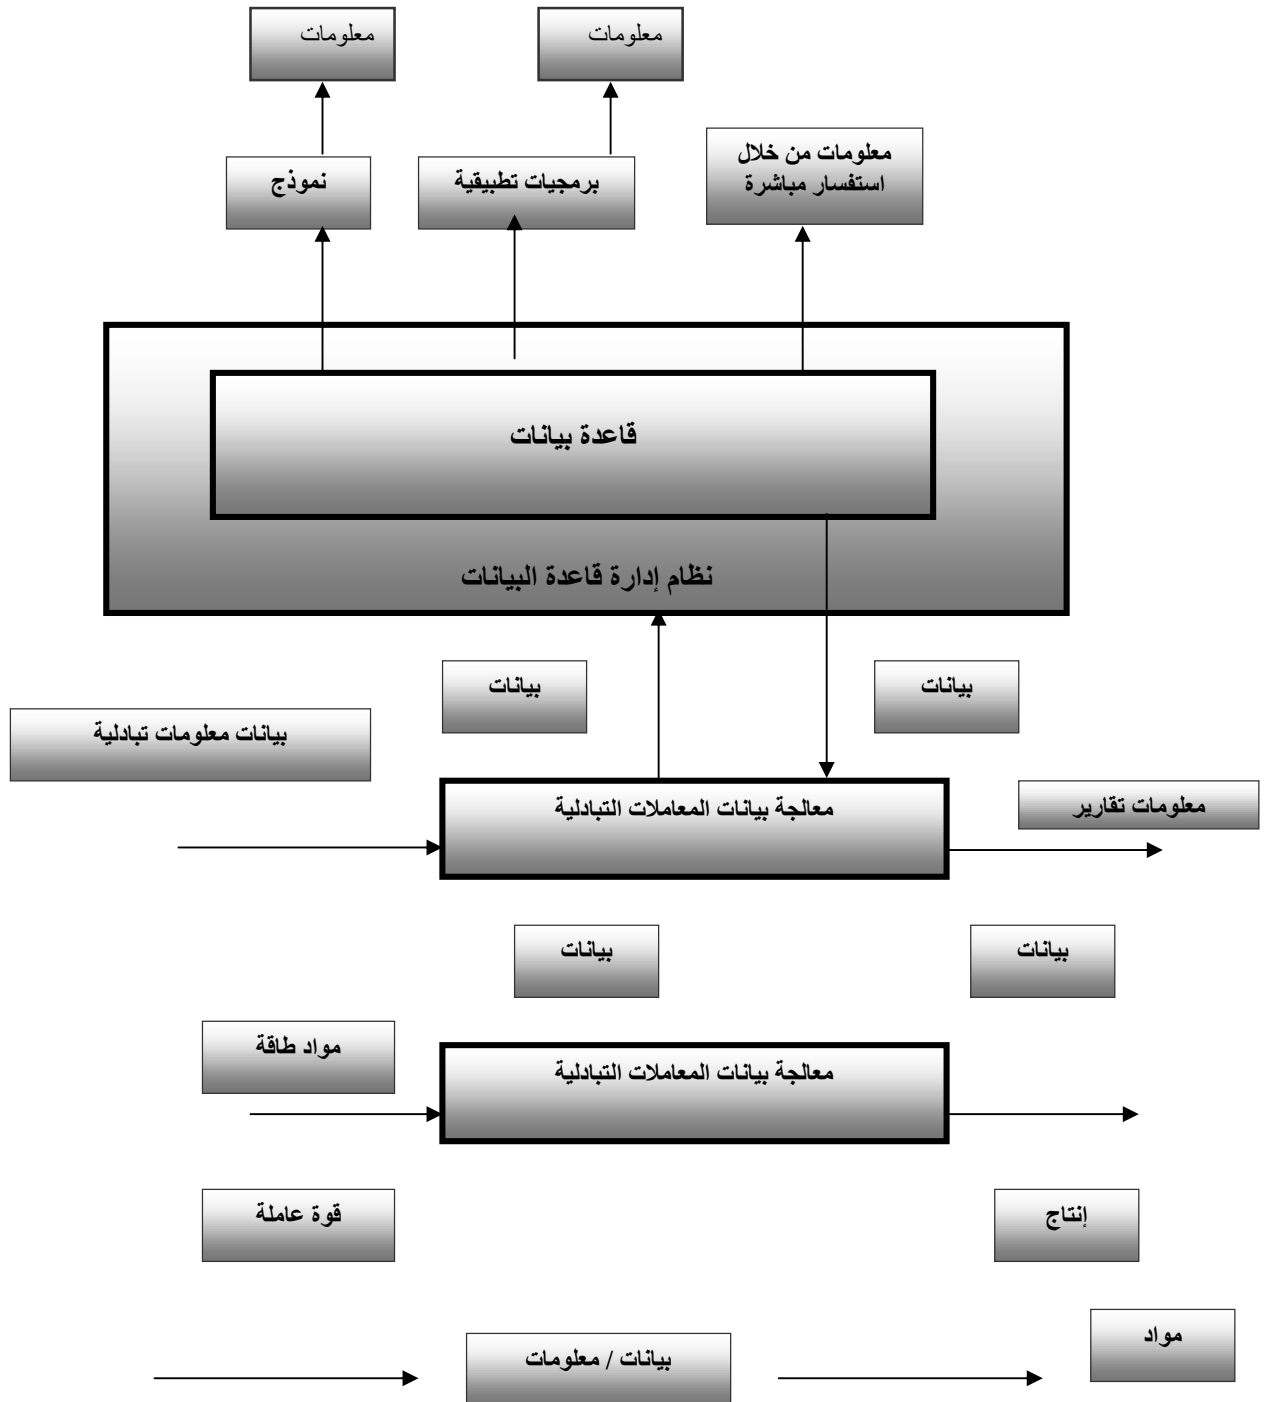 معلومات
معلومات
معلومات من خلال
استفسار مباشرة
برمجيات تطبيقية
نموذج
قاعدة بيانات
نظام إدارة قاعدة البيانات
بيانات
بيانات
بيانات معلومات تبادلية
معلومات تقارير
معالجة بيانات المعاملات التبادلية
بيانات
بيانات
مواد طاقة
معالجة بيانات المعاملات التبادلية
إنتاج
قوة عاملة
مواد
بيانات / معلومات